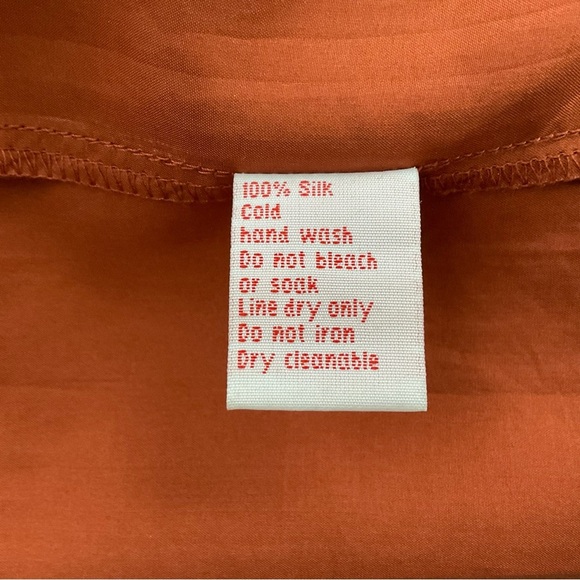 100% Silk
Cold
hand wash
Do not bleach
or soak
Line dry only
Do not iron
Dry cleanable